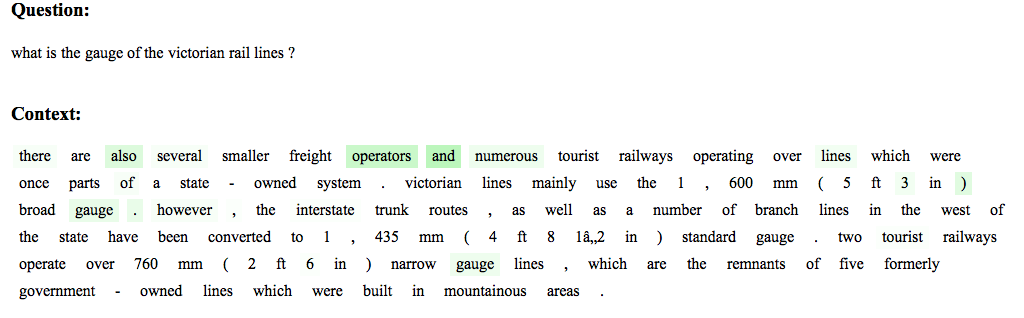 Question:
what is the gauge of the victorian rail lines ?
Context:
there are also several smaller freight operators and numerous tourist railways operating over lines which were
once parts of a state - owned system . victorian lines mainly use the 1 , 600 mm ( 5 ft 3 in )
broad gauge . however , the interstate trunk routes , as well as a number of branch lines in the west of
the state have been converted to 1 , 435 mm ( 4 ft 8 1â„2 in ) standard gauge . two tourist railways
operate over 760 mm ( 2 ft 6 in ) narrow gauge lines , which are the remnants of five formerly
government - owned lines which were built in mountainous areas .